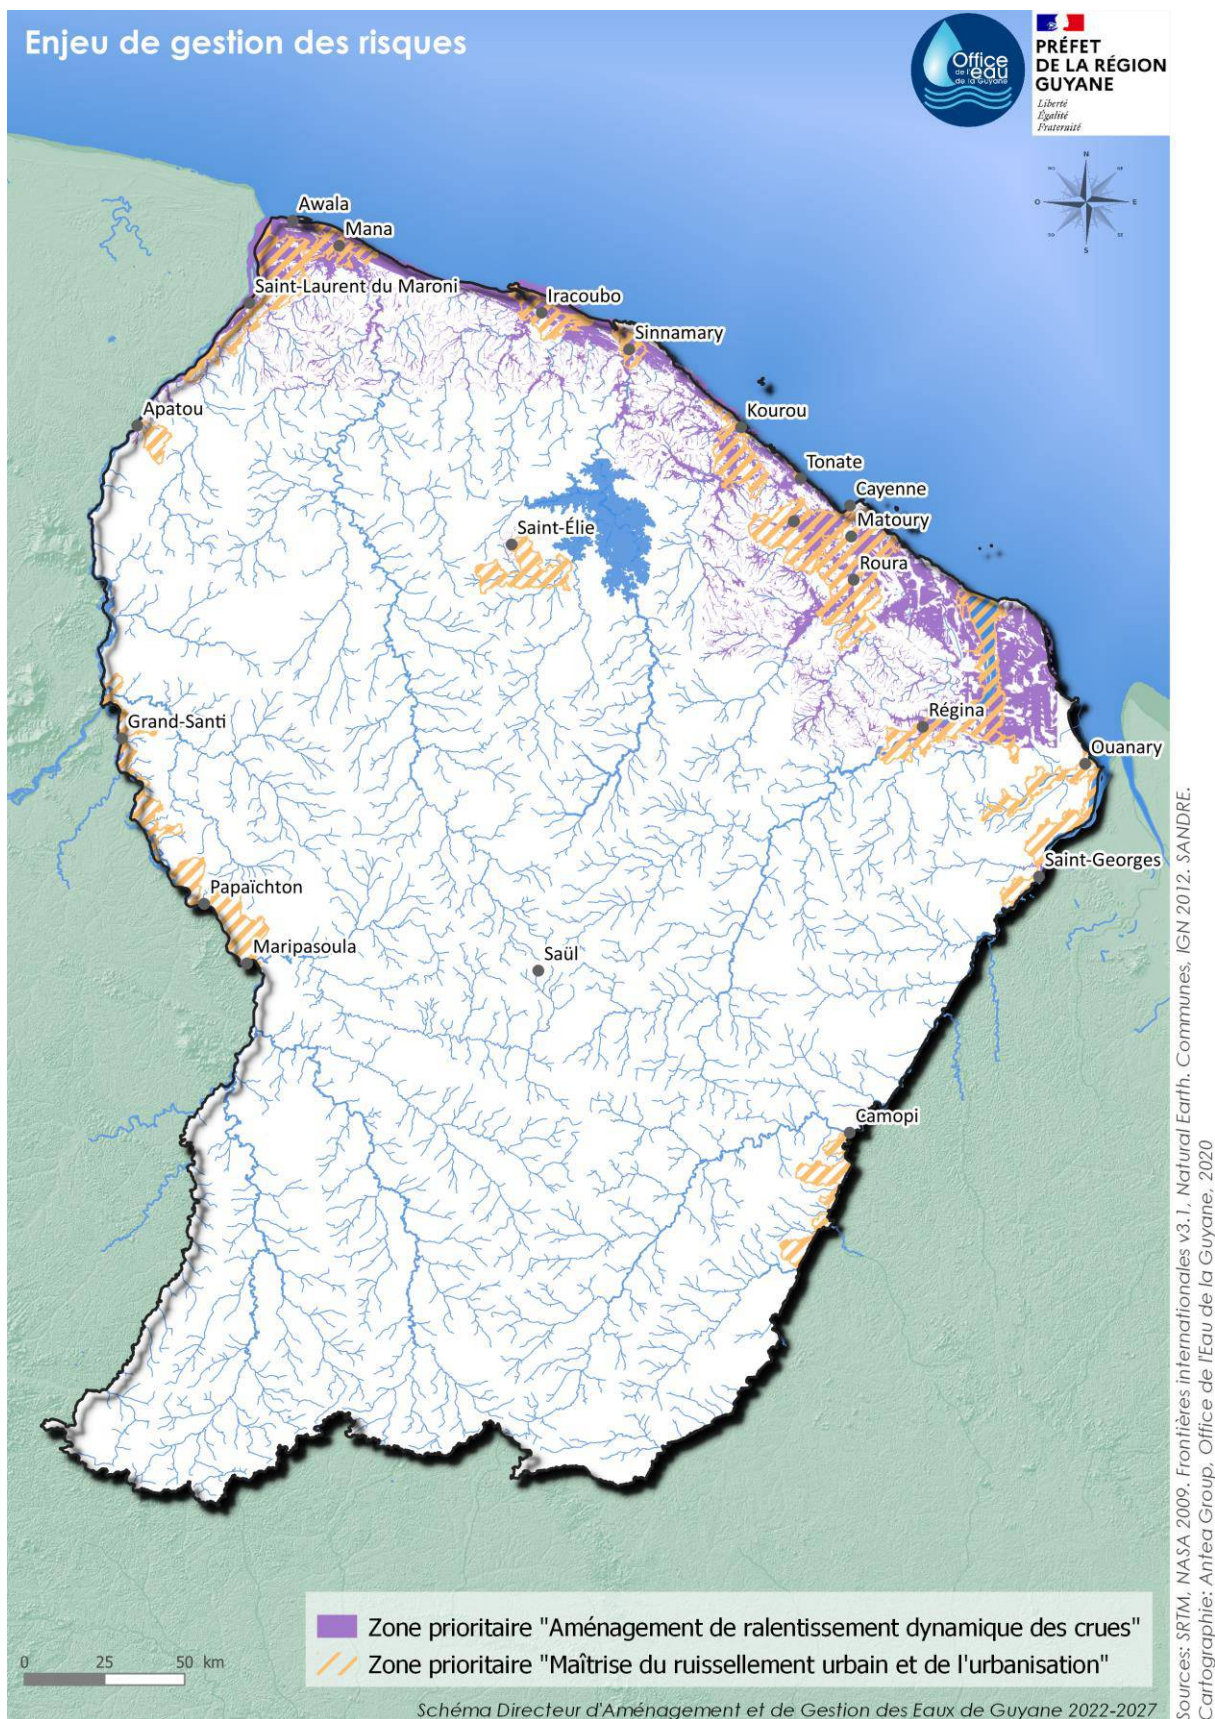 Enjeu de gestion des risques
Office
de l'eau
de la Guyane
PRÉFET
DE LA RÉGION
GUYANE
Liberté
Égalité
Fraternité
N
NO
NE
O
E
SO
SE
S
Awala
Mana
Saint-Laurent du Maroni
Iracoubo
Sinnamary
Apatou
Kourou
Tonate
Cayenne
Matoury
Saint-Élie
Roura
Régina
Grand-Santi
Ouanary
Saint-Georges
Papaïchton
Maripasoula
Saül
Camopi
Zone prioritaire "Aménagement de ralentissement dynamique des crues"
Zone prioritaire "Maîtrise du ruissellement urbain et de l'urbanisation"
0 25 50 km
Schéma Directeur d'Aménagement et de Gestion des Eaux de Guyane 2022-2027
Sources: SRTM, NASA 2009. Frontières internationales v3.1. Natural Earth. Communes, IGN 2012. SANDRE.
Cartographie: Antea Group, Office de l'Eau de la Guyane, 2020